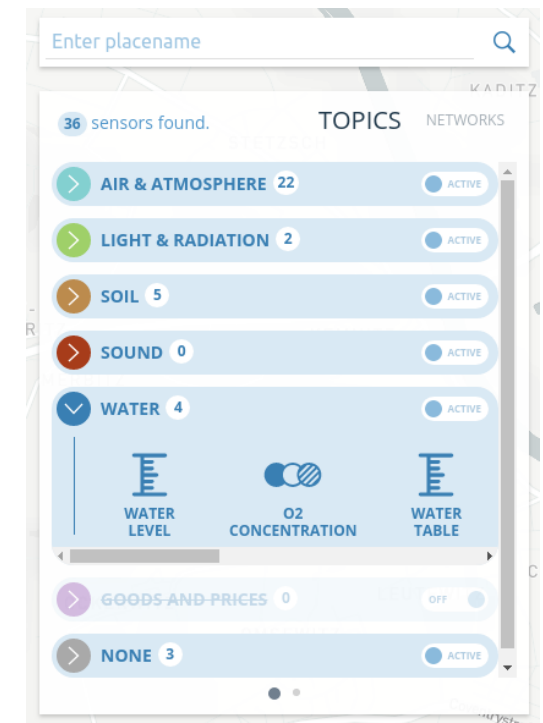 Enter placename
KADITZ
36 sensors found. TOPICS NETWORKS
STETZSCH
AIR & ATMOSPHERE 22 ACTIVE
LIGHT & RADIATION 2 ACTIVE
SOIL 5 ACTIVE
SOUND 0 ACTIVE
WATER 4 ACTIVE
WATER LEVEL
O2 CONCENTRATION
WATER TABLE
GOODS AND PRICES 0 OFF
NONE 3 ACTIVE